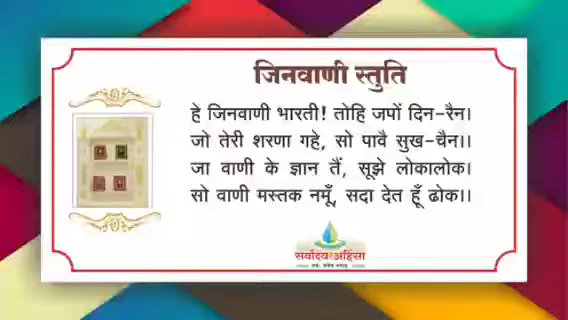 जिनवाणी स्तुति
हे जिनवाणी भारती! तोहि जपों दिन-रैन।
जो तेरी शरणा गहे, सो पावै सुख-चैन।।
जा वाणी के ज्ञान तैं, सूझे लोकालोक।
सो वाणी मस्तक नमूँ, सदा देत हूँ ढोक।।
सर्वोदय अहिंसा